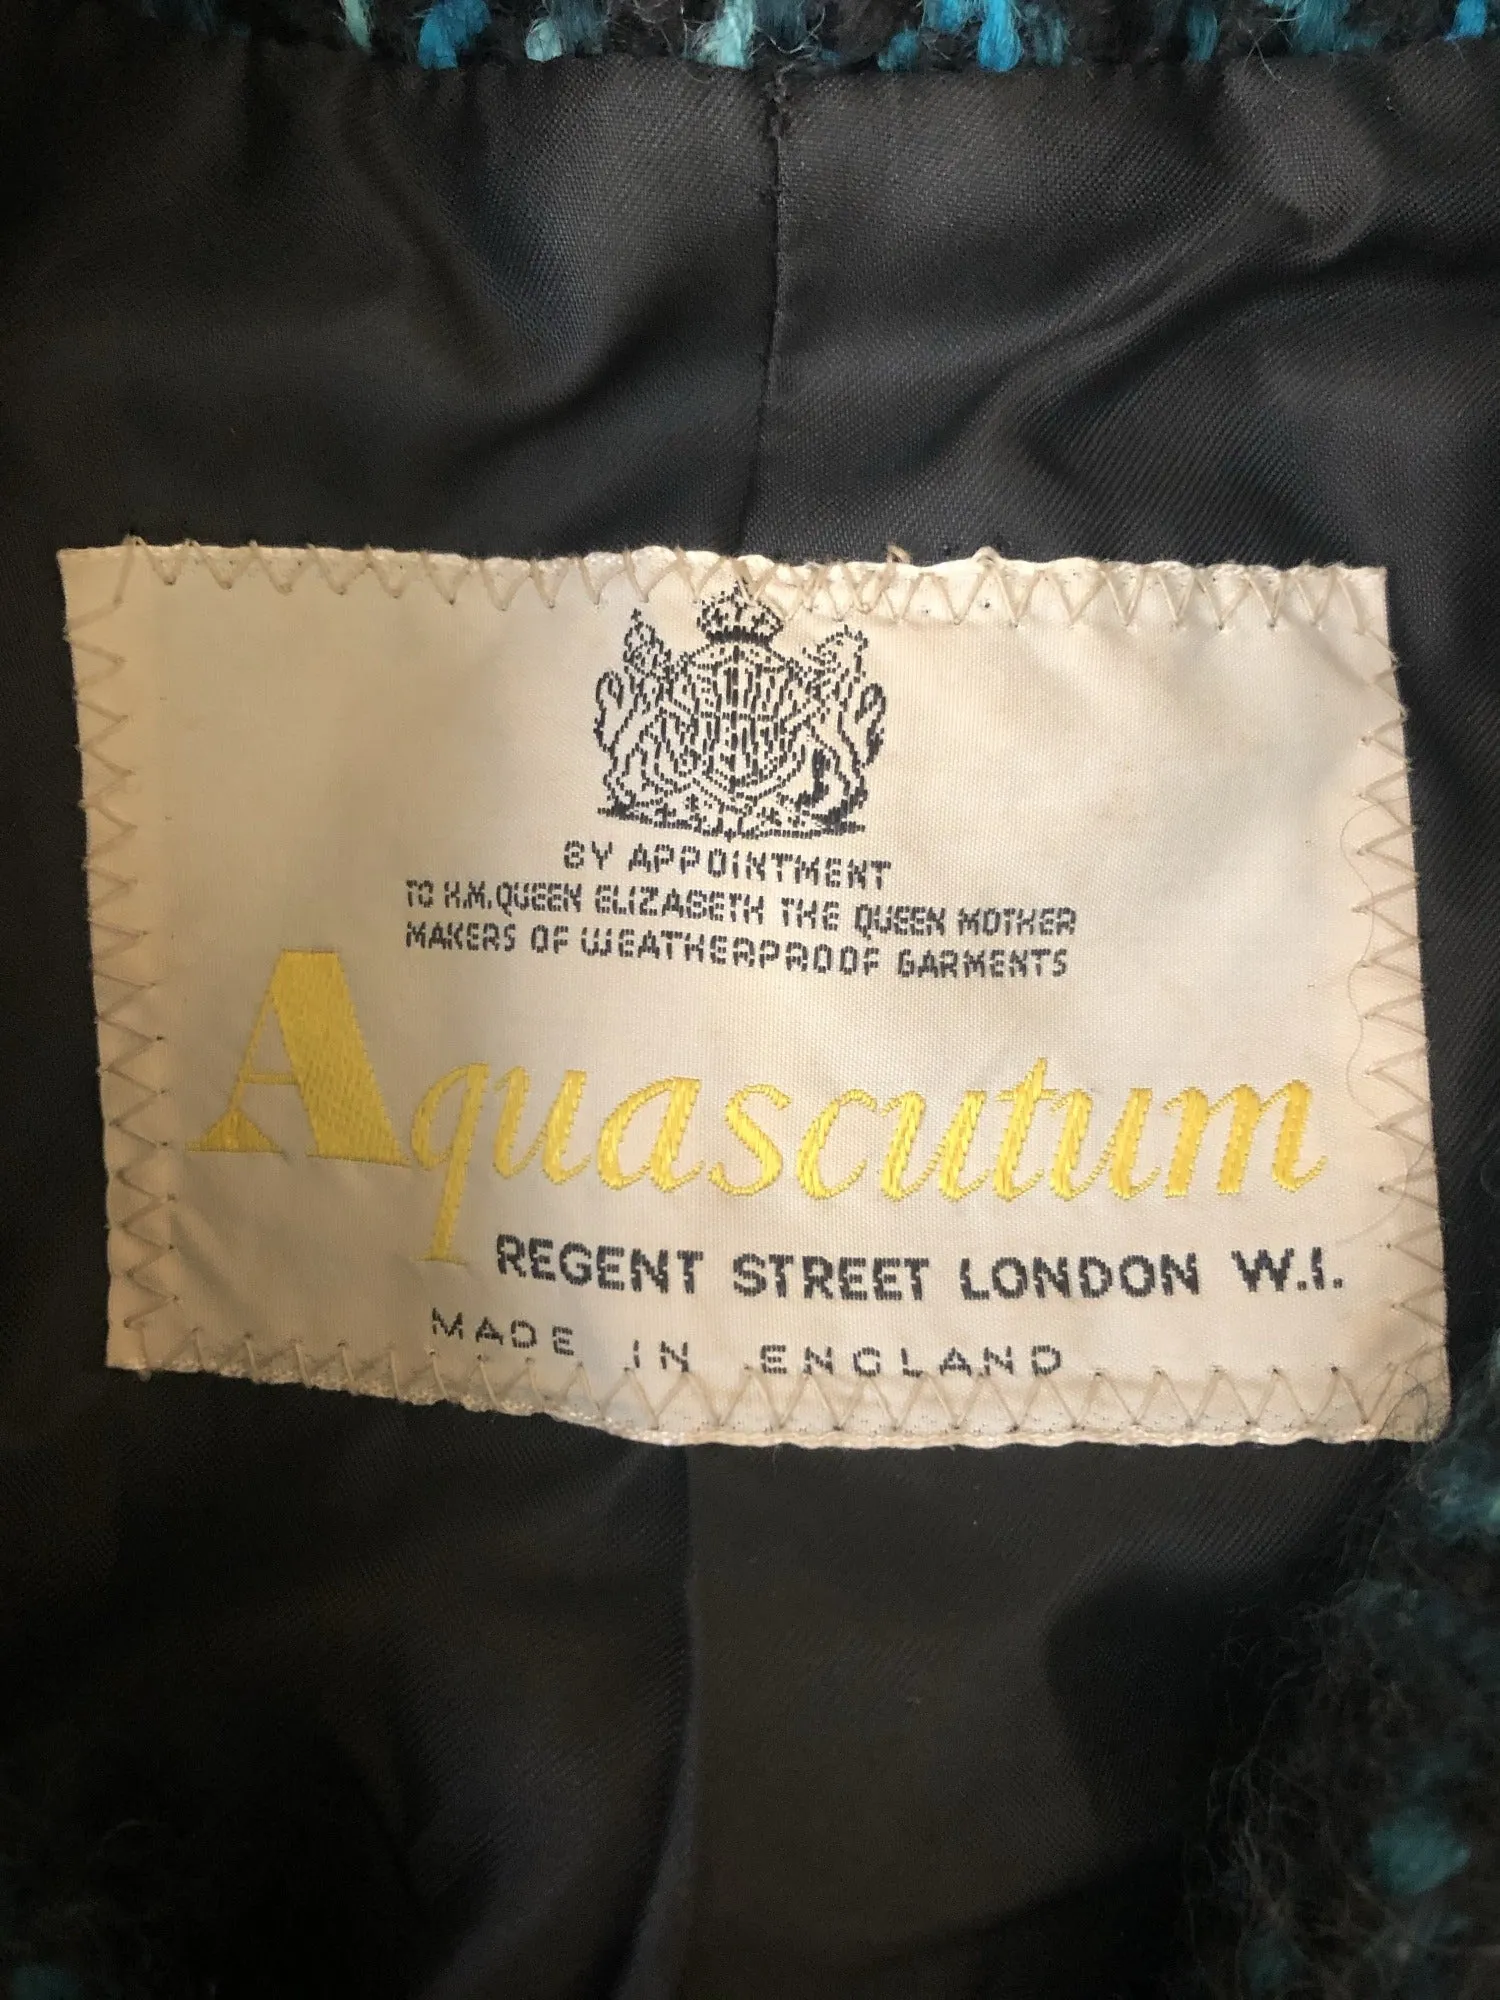 BY APPOINTMENT
TO H.M. QUEEN ELIZABETH THE QUEEN MOTHER
MAKERS OF WEATHERPROOF GARMENTS
Aquascutum
REGENT STREET LONDON W.I.
MADE IN ENGLAND